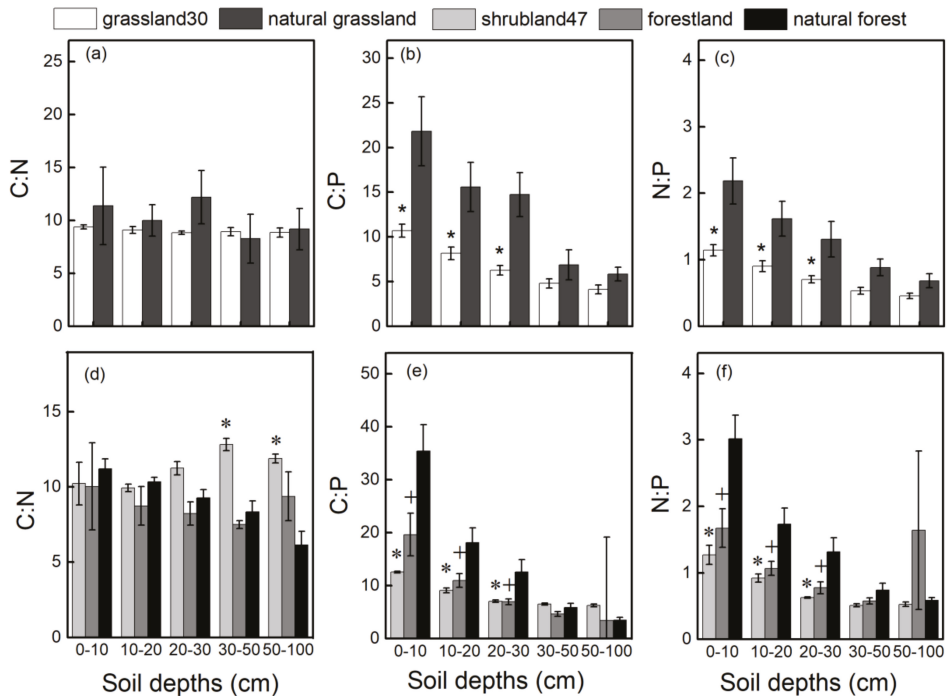 grassland30 natural grassland shrubland47 forestland natural forest
(a) (b) (c)
25 30 4
20 25 3
15 20 2
10 15 1
5 10 0
0 5
0
C:N C:P N:P
* * *
* * *
(d) (e) (f)
15 50 4
10 40 3
5 30 2
0 20 1
10 0
0
C:N C:P N:P
* * * + * + * + * + * + * +
0-10 10-20 20-30 30-50 50-100 0-10 10-20 20-30 30-50 50-100 0-10 10-20 20-30 30-50 50-100
Soil depths (cm) Soil depths (cm) Soil depths (cm)